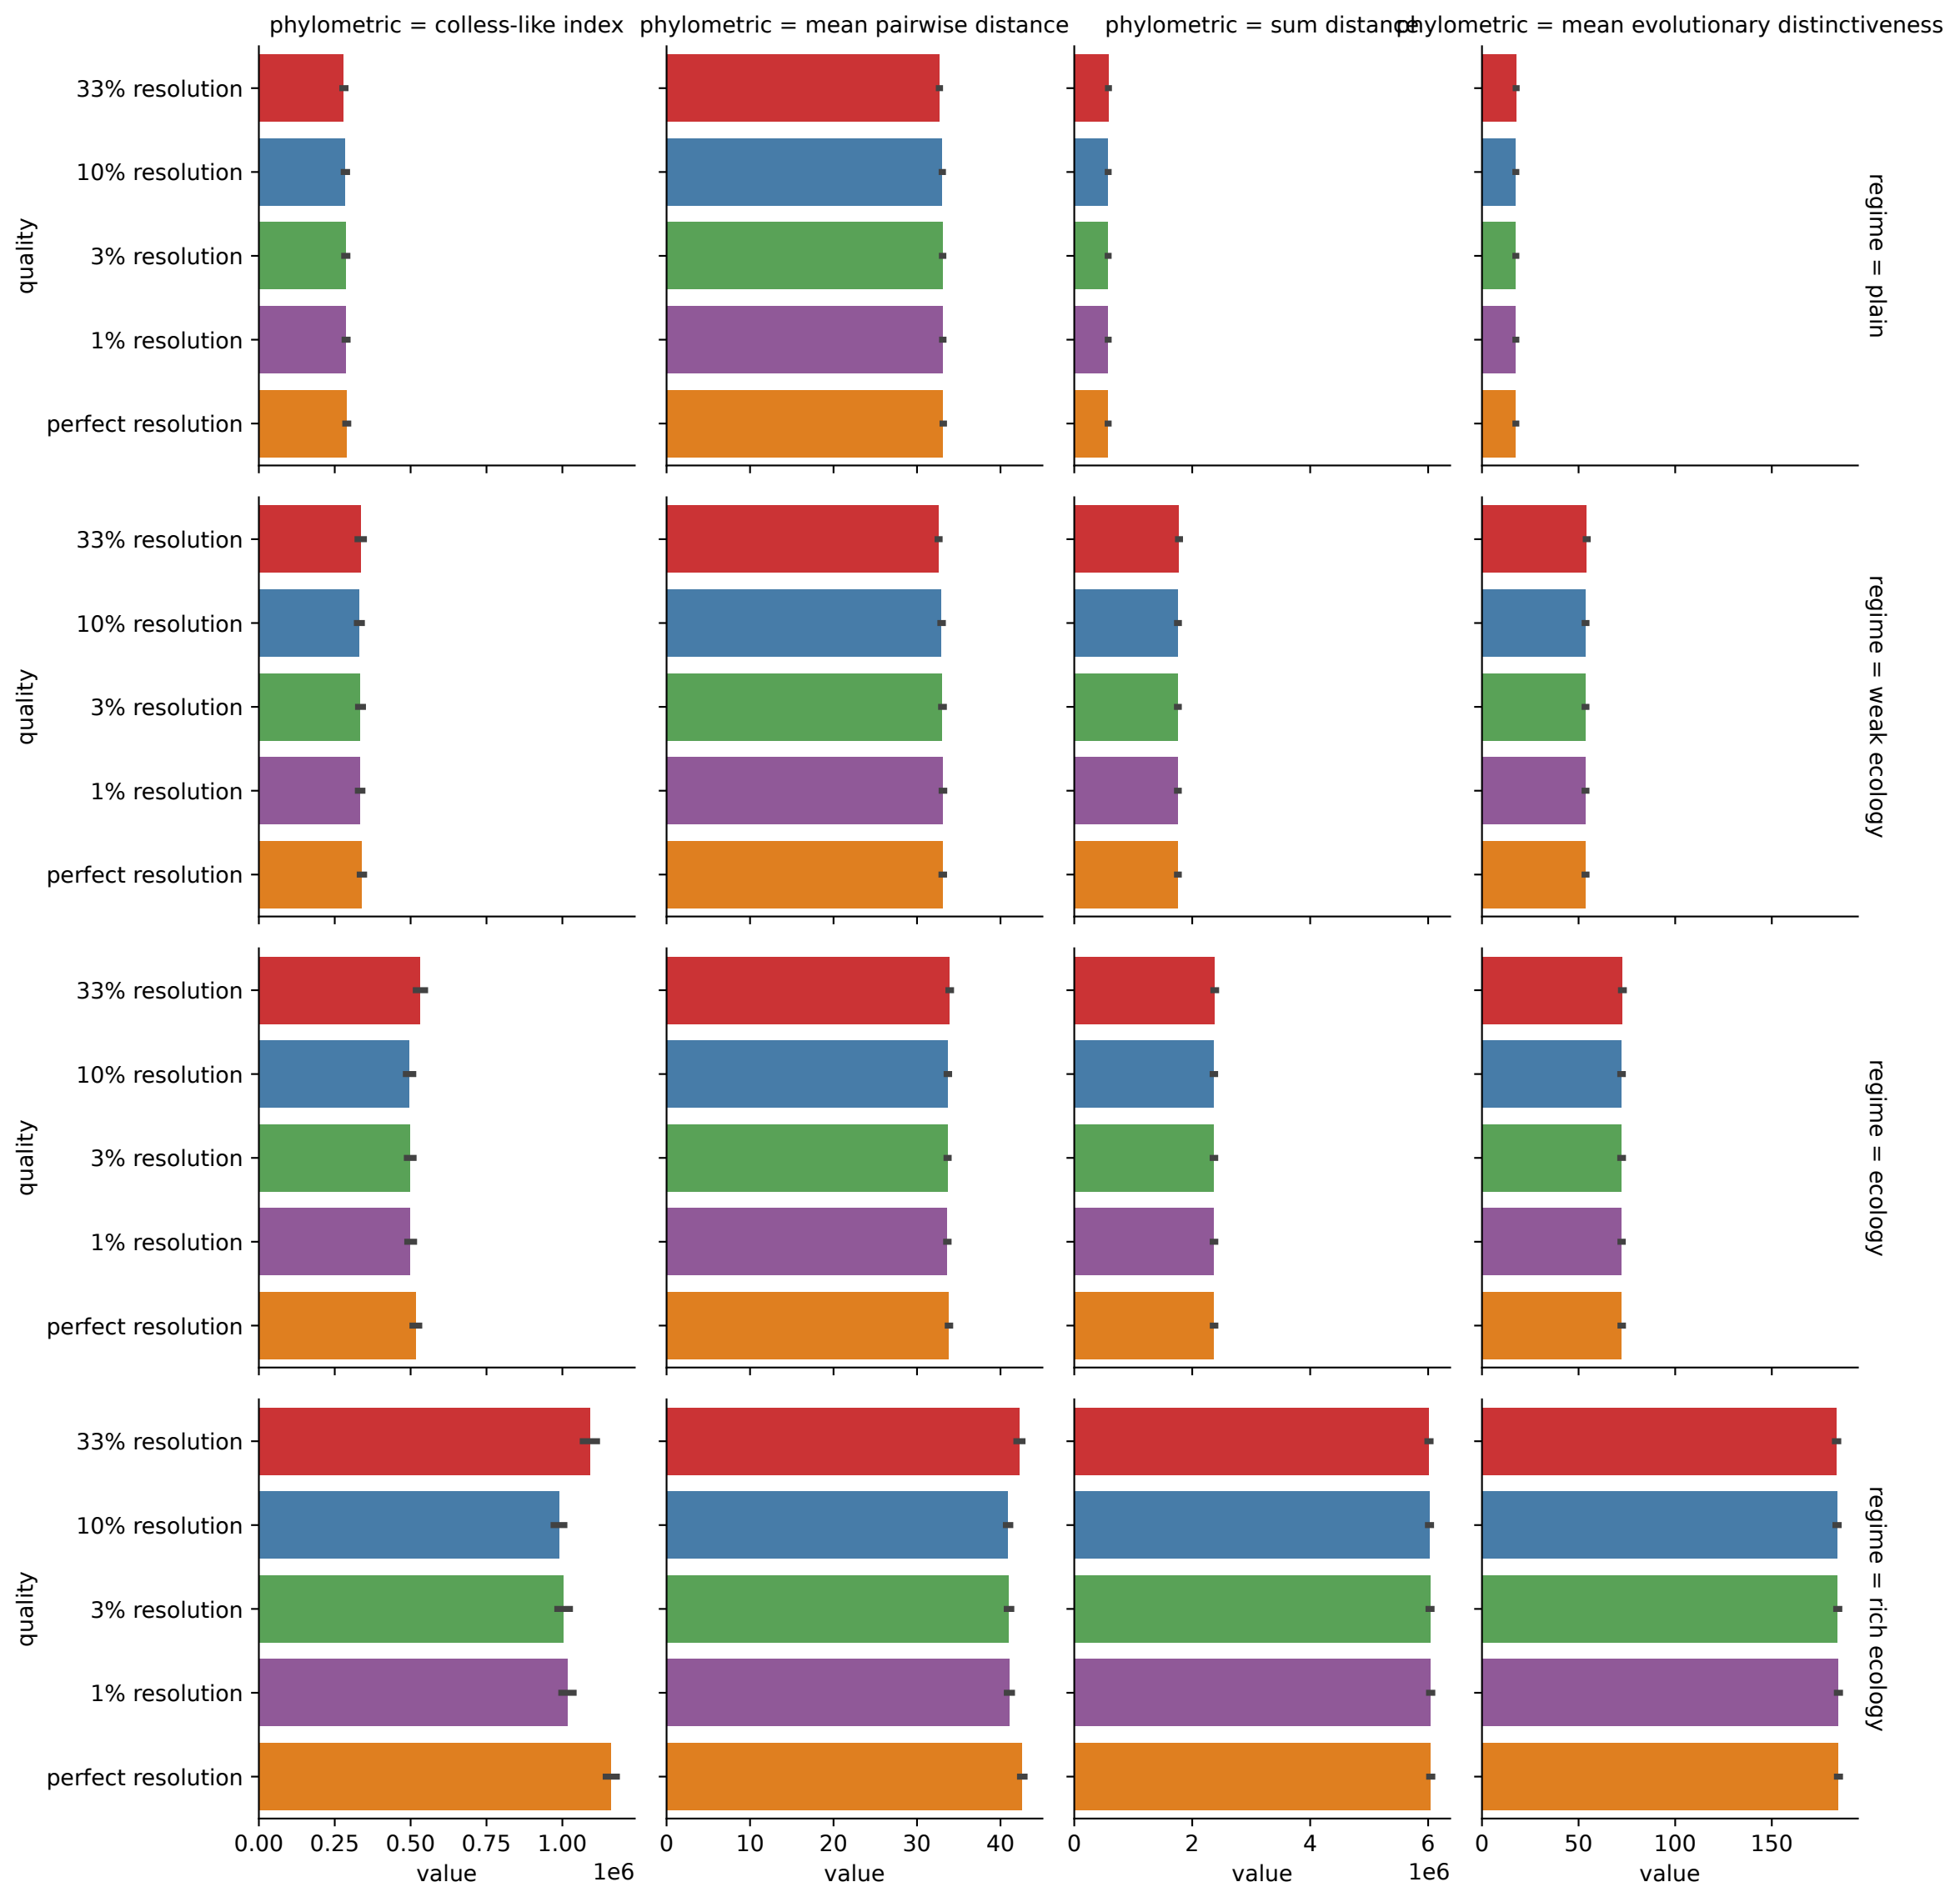 phylometric = colless-like index
phylometric = mean pairwise distance
phylometric = sum distance
phylometric = mean evolutionary distinctiveness
quality
33% resolution
10% resolution
3% resolution
1% resolution
perfect resolution
regime = plain
quality
33% resolution
10% resolution
3% resolution
1% resolution
perfect resolution
regime = weak ecology
quality
33% resolution
10% resolution
3% resolution
1% resolution
perfect resolution
regime = ecology
quality
33% resolution
10% resolution
3% resolution
1% resolution
perfect resolution
regime = rich ecology
0.00 0.25 0.50 0.75 1.00
1e6
value
0 10 20 30 40
value
0 2 4 6
1e6
value
0 50 100 150
value